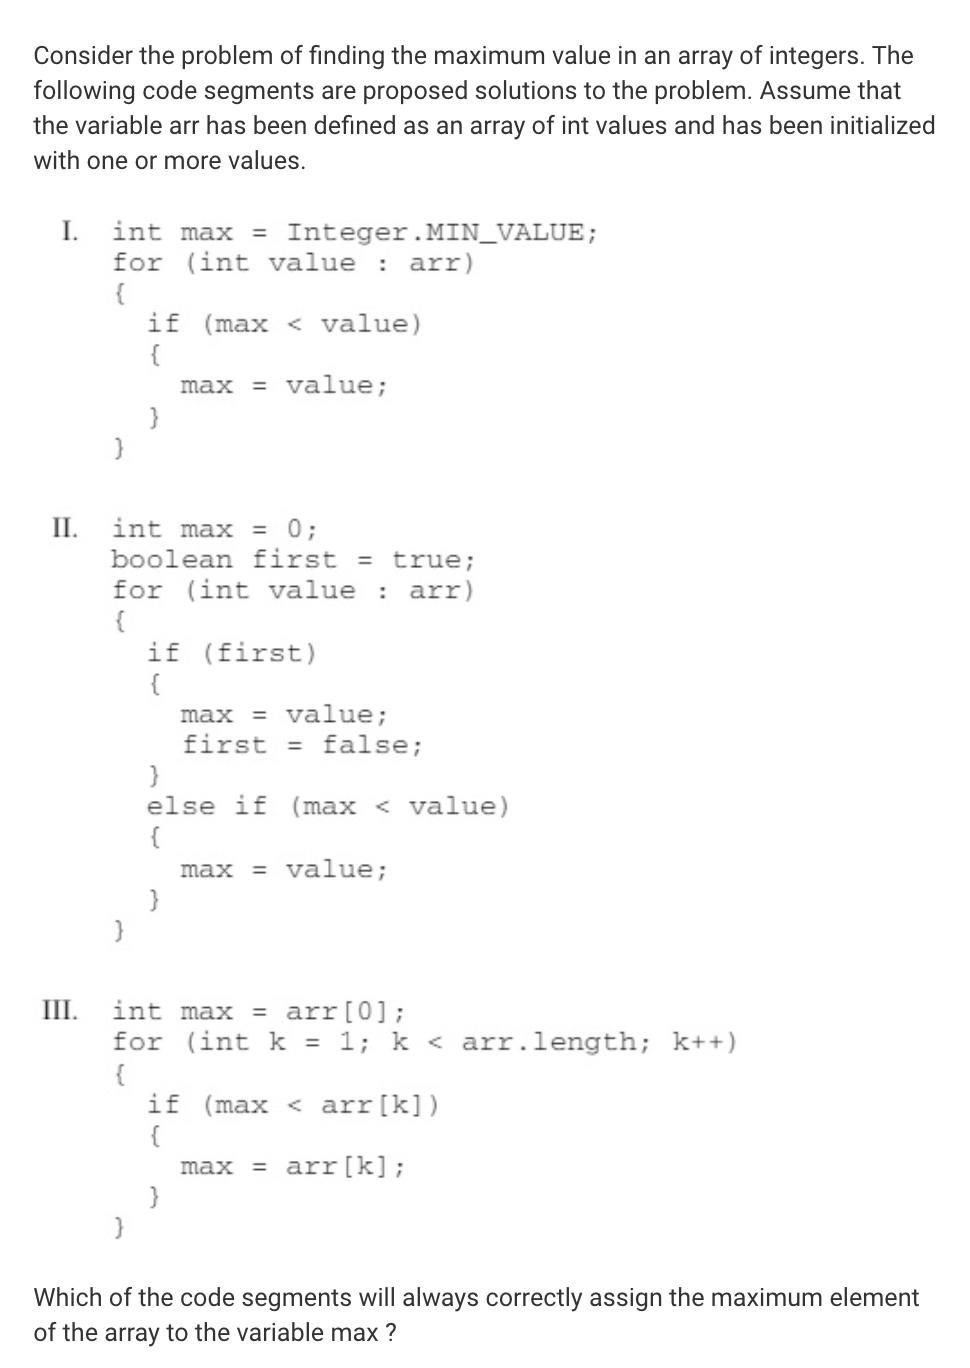 Consider the problem of finding the maximum value in an array of integers. The
following code segments are proposed solutions to the problem. Assume that
the variable arr has been defined as an array of int values and has been initialized
with one or more values.
I. int max = Integer.MIN_VALUE;
for (int value : arr)
{
if (max < value)
{
max = value;
}
}
II. int max = 0;
boolean first = true;
for (int value : arr)
{
if (first)
{
max = value;
first = false;
}
else if (max < value)
{
max = value;
}
}
III. int max = arr[0];
for (int k = 1; k < arr.length; k++)
{
if (max < arr[k])
{
max = arr[k];
}
}
Which of the code segments will always correctly assign the maximum element
of the array to the variable max ?